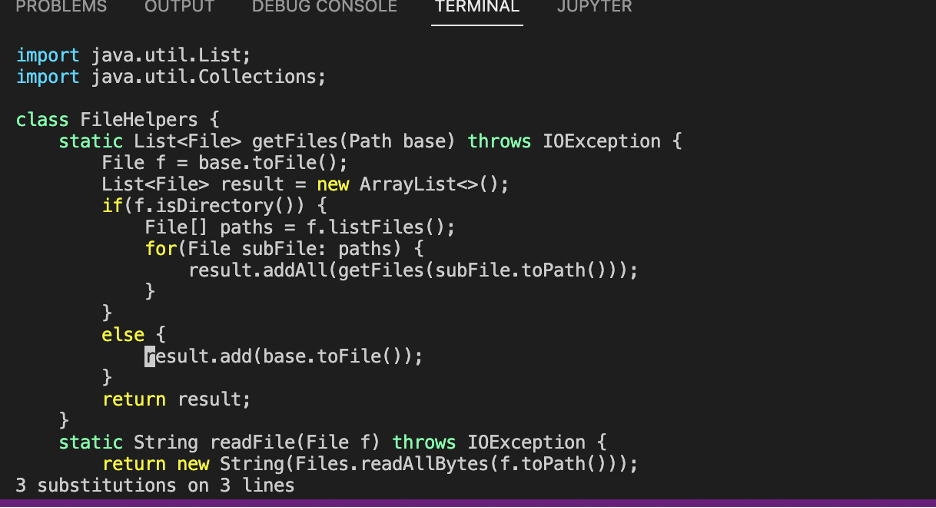 PROBLEMS OUTPUT DEBUG CONSOLE TERMINAL JUPYTER
import java.util.List;
import java.util.Collections;
class FileHelpers {
    static List<File> getFiles(Path base) throws IOException {
        File f = base.toFile();
        List<File> result = new ArrayList<>();
        if(f.isDirectory()) {
            File[] paths = f.listFiles();
            for(File subFile: paths) {
                result.addAll(getFiles(subFile.toPath()));
            }
        }
        else {
            result.add(base.toFile());
        }
        return result;
    }
    static String readFile(File f) throws IOException {
        return new String(Files.readAllBytes(f.toPath()));
3 substitutions on 3 lines